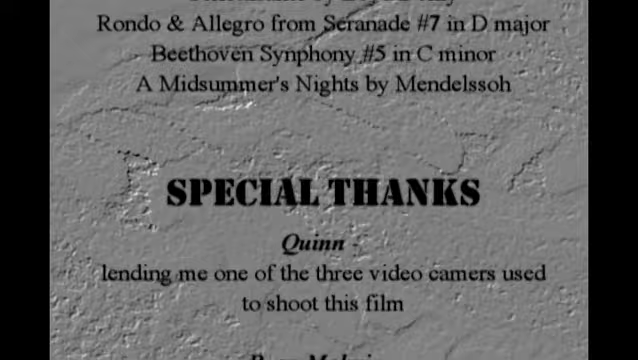 Rondo & Allegro from Seranade #7 in D major
Beethoven Synphony #5 in C minor
A Midsummer's Nights by Mendelssoh
SPECIAL THANKS
Quinn -
lending me one of the three video camers used
to shoot this film